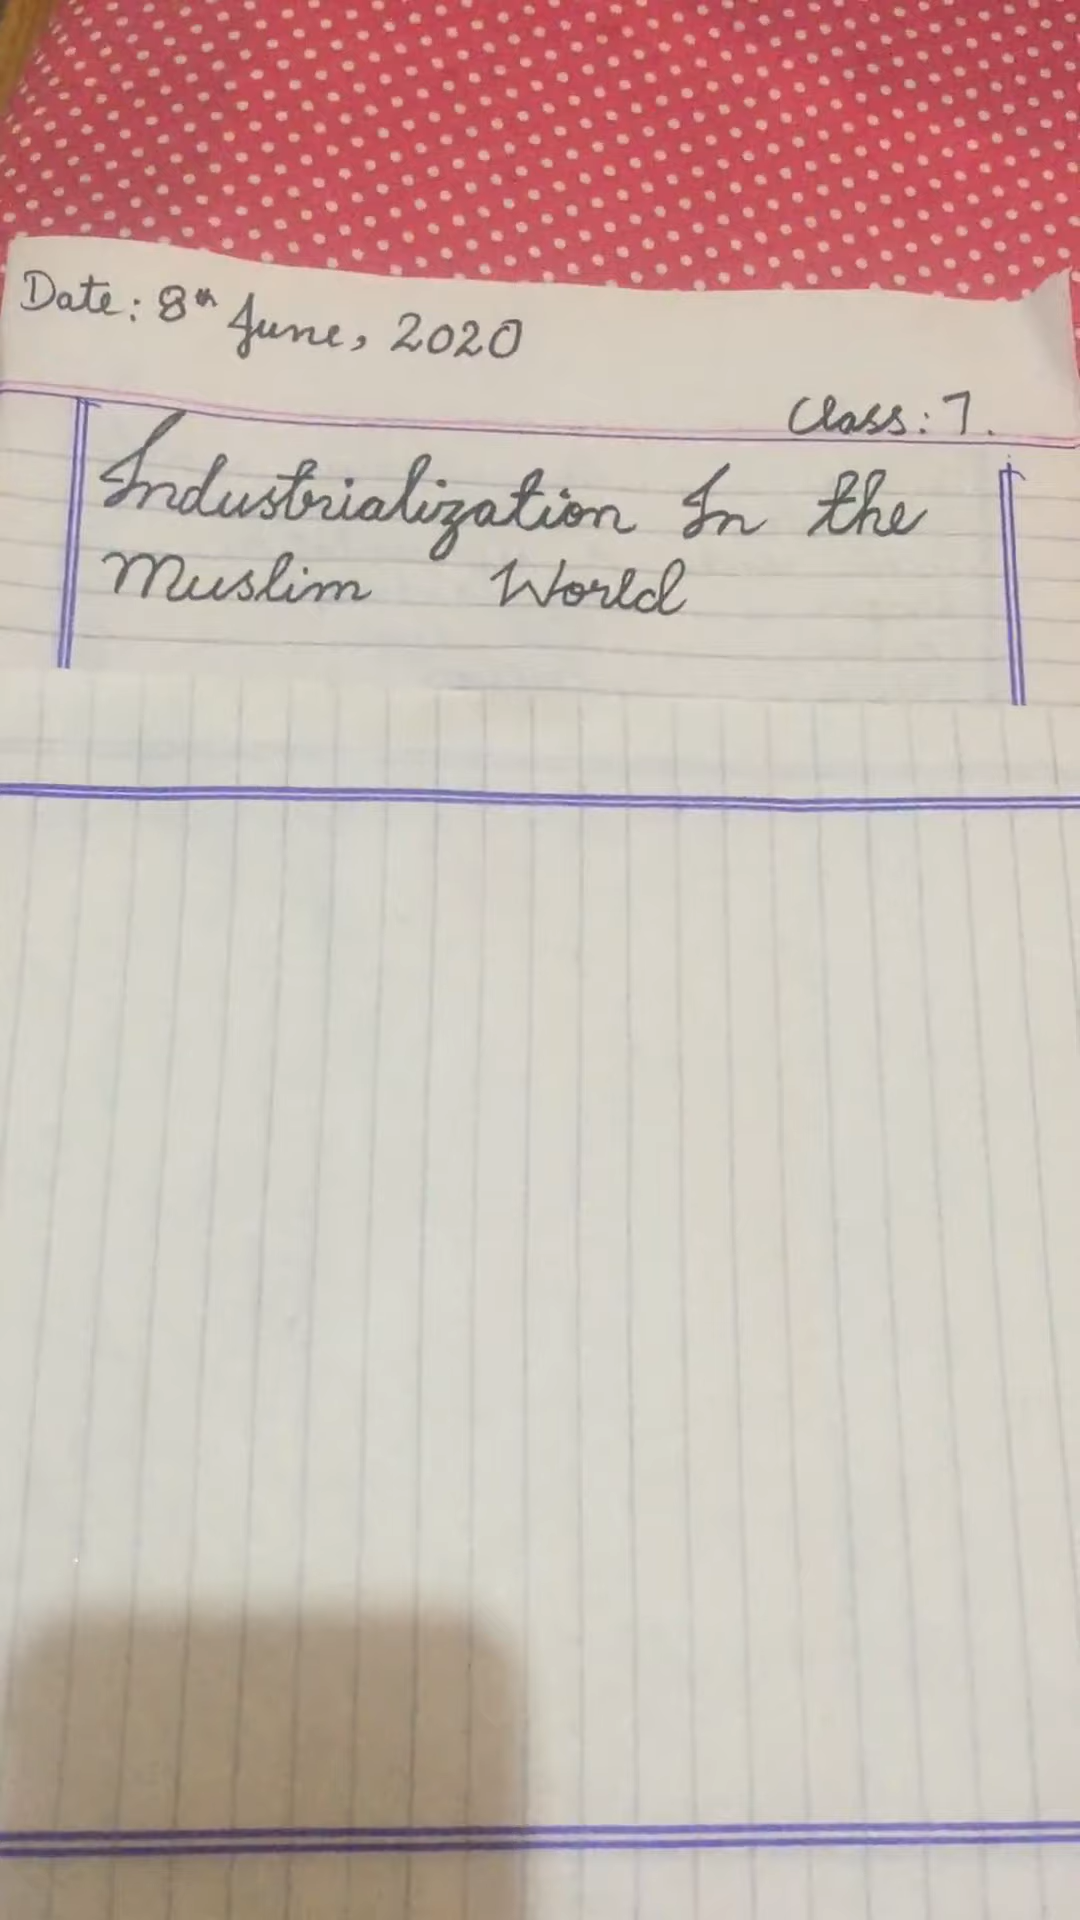 Date: 8th June, 2020
Class: 7.
Industrialization In the
Muslim World